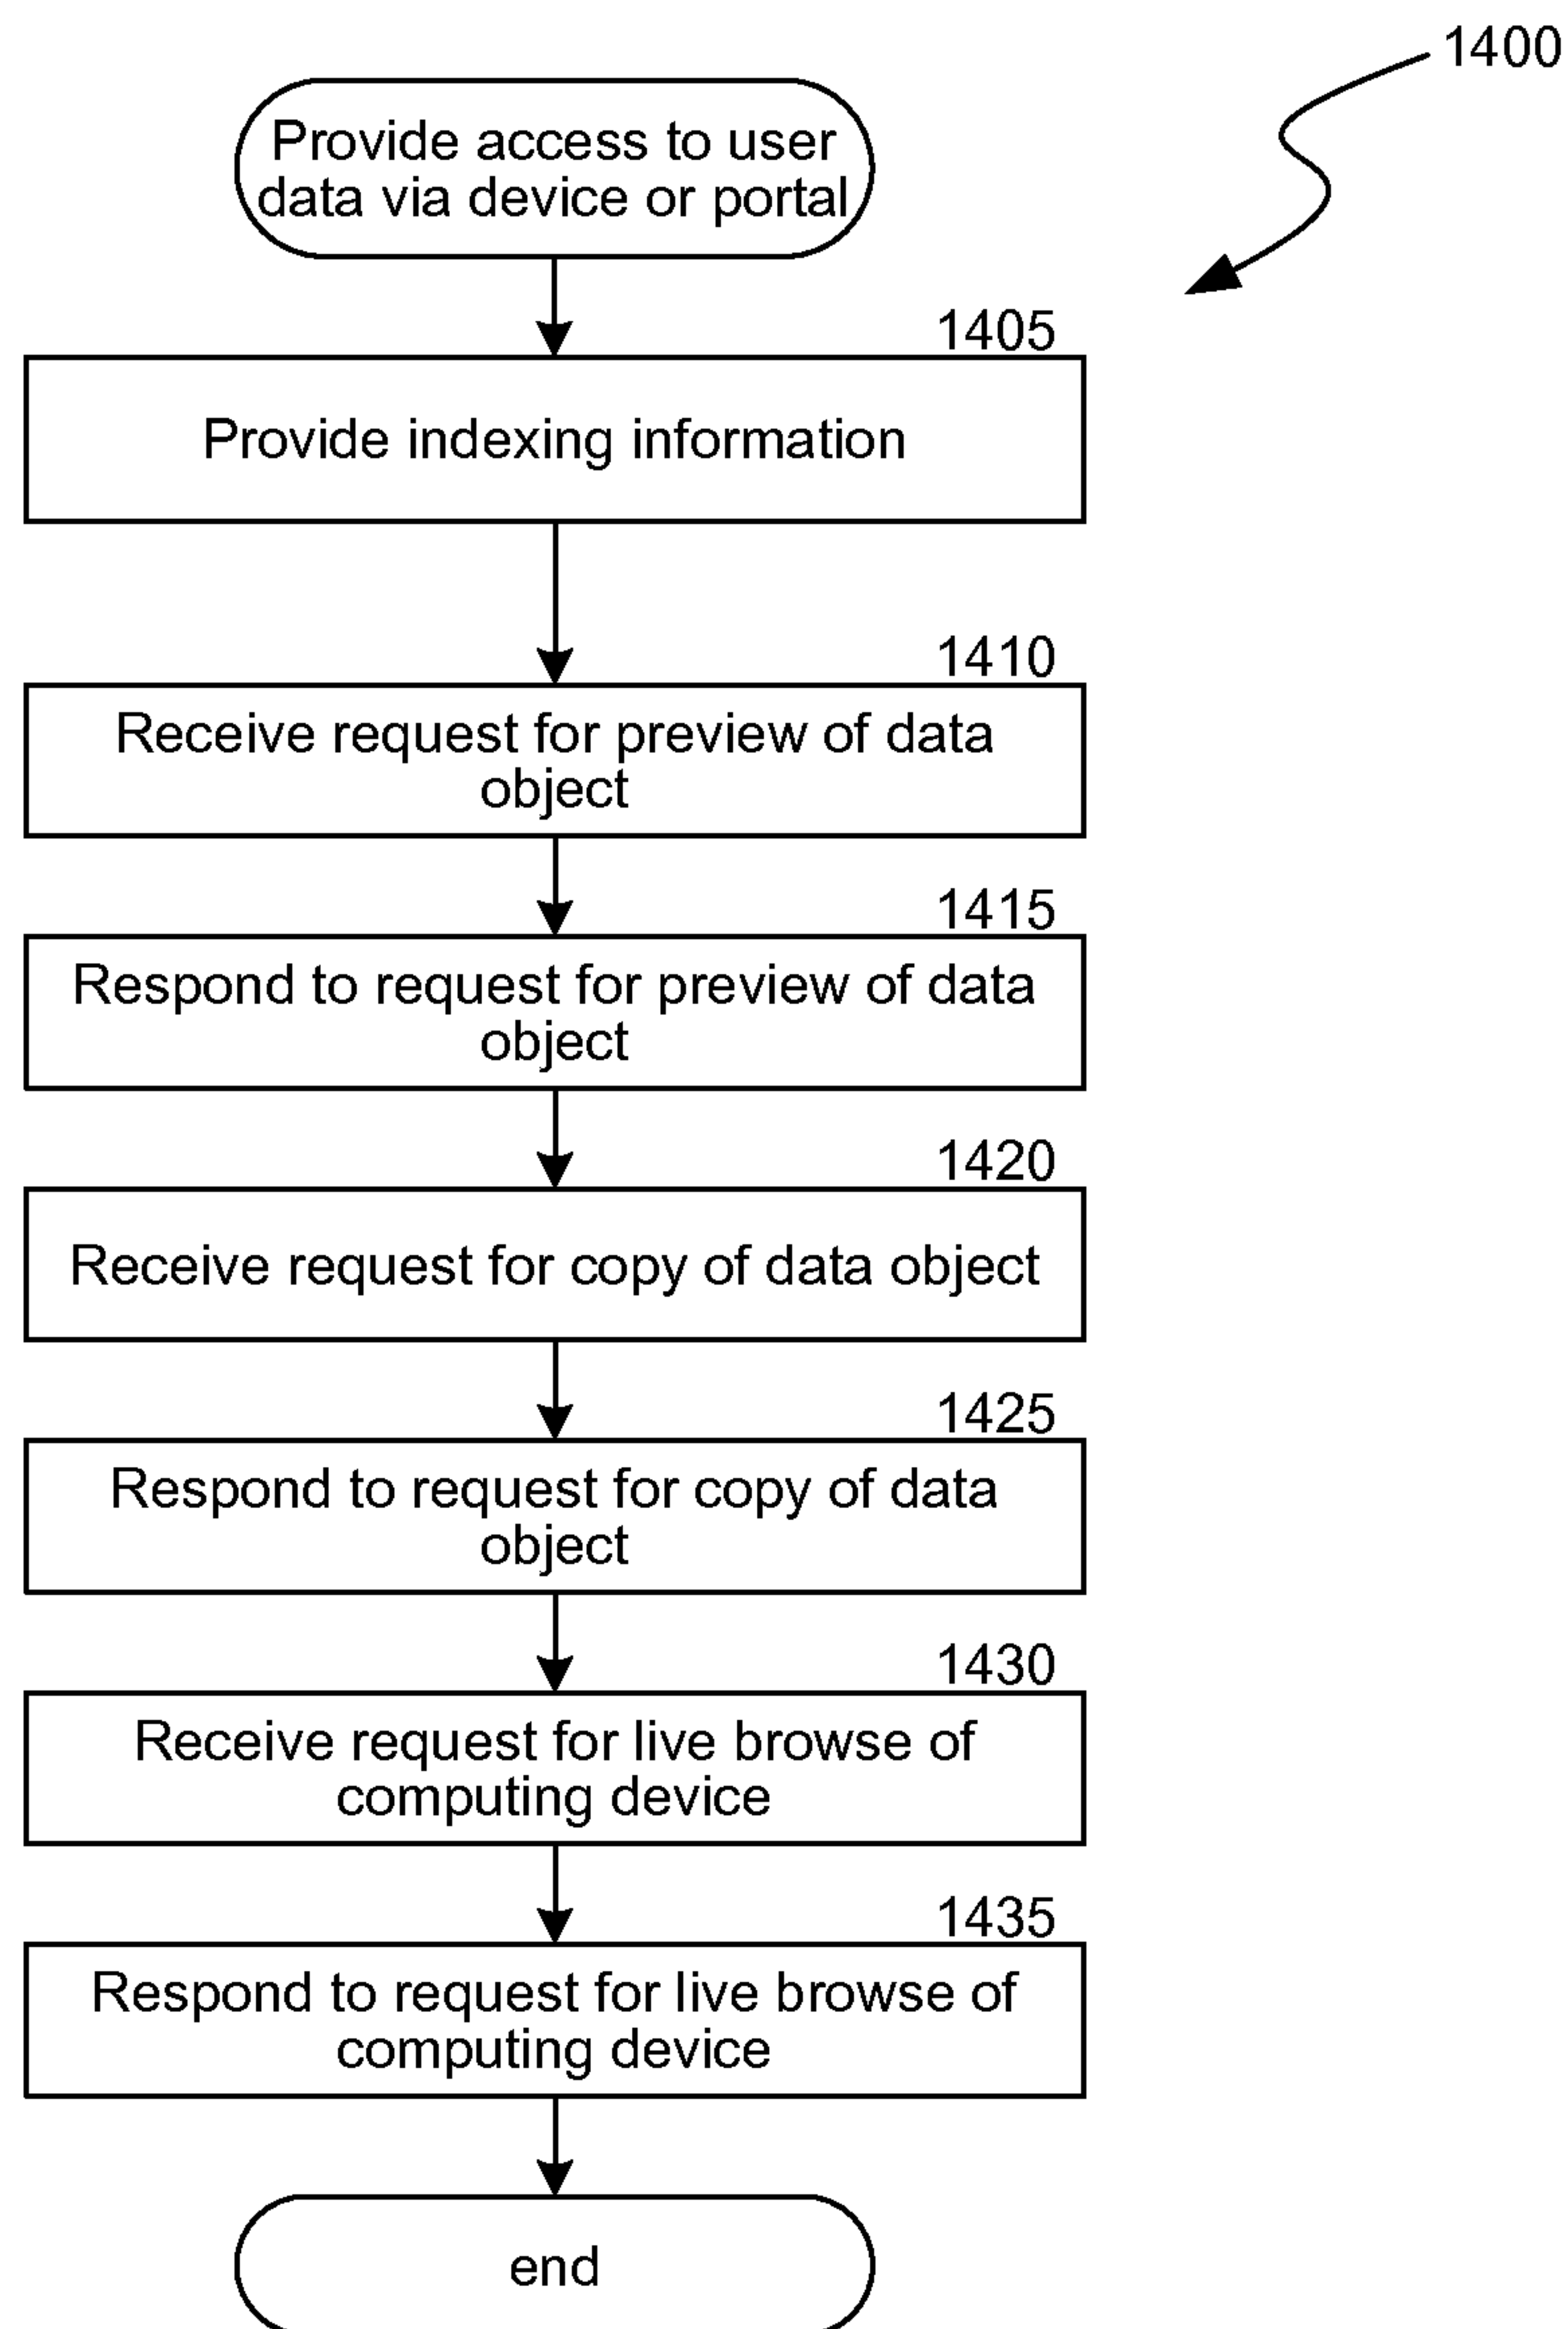 1400
Provide access to user
data via device or portal
1405
Provide indexing information
1410
Receive request for preview of data
object
1415
Respond to request for preview of data
object
1420
Receive request for copy of data object
1425
Respond to request for copy of data
object
1430
Receive request for live browse of
computing device
1435
Respond to request for live browse of
computing device
end